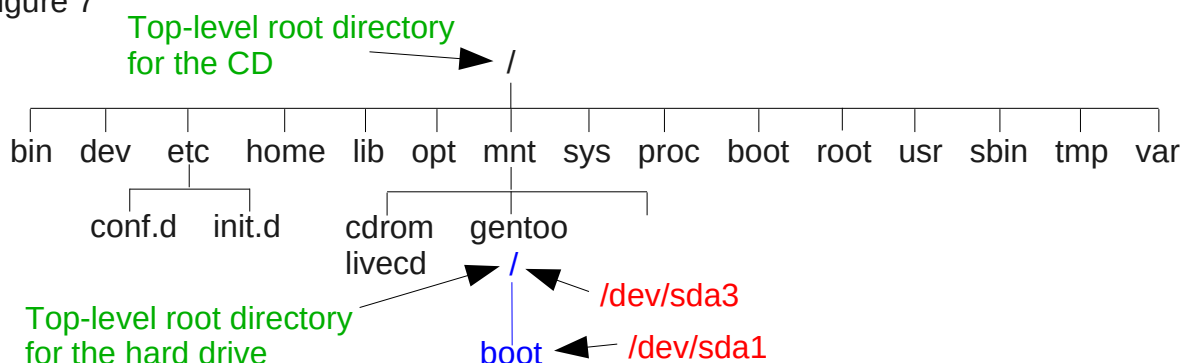 igure 7
Top-level root directory
for the CD
/
bin dev etc home lib opt mnt sys proc boot root usr sbin tmp var
conf.d init.d cdrom gentoo
livecd /
/dev/sda3
Top-level root directory
for the hard drive
boot /dev/sda1